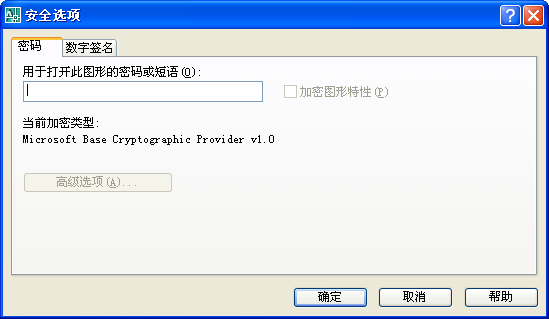 安全选项
密码
数字签名
用于打开此图形的密码或短语(O):
加密图形特性(P)
当前加密类型:
Microsoft Base Cryptographic Provider v1.0
高级选项(A)...
确定
取消
帮助